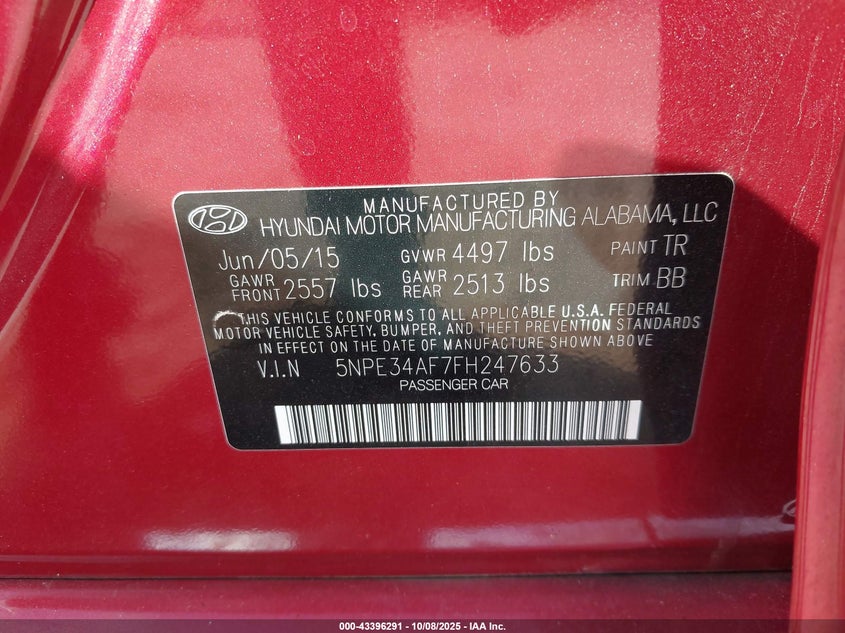 MANUFACTURED BY
HYUNDAI MOTOR MANUFACTURING ALABAMA, LLC
Jun/05/15 GVWR 4497 lbs PAINT TR
GAWR FRONT 2557 lbs GAWR REAR 2513 lbs TRIM BB
THIS VEHICLE CONFORMS TO ALL APPLICABLE U.S.A. FEDERAL
MOTOR VEHICLE SAFETY, BUMPER, AND THEFT PREVENTION STANDARDS
IN EFFECT ON THE DATE OF MANUFACTURE SHOWN ABOVE
V.I.N 5NPE34AF7FH247633
PASSENGER CAR
000-43396291 - 10/08/2025 - IAA Inc.